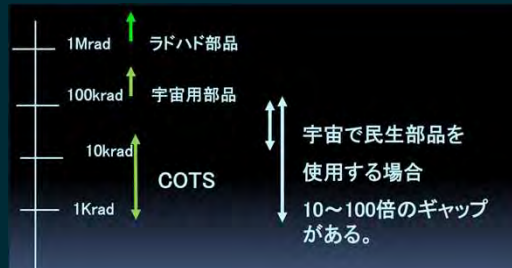 1Mrad ラドハド部品
100krad 宇宙用部品
10krad
COTS
1Krad
宇宙で民生部品を
使用する場合
10～100倍のギャップ
がある。